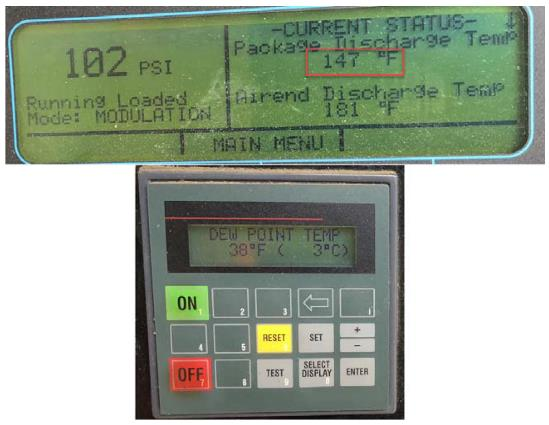 -CURRENT STATUS- ↓
102 PSI
Package Discharge Temp
147 °F
Running Loaded
Mode: MODULATION
Airend Discharge Temp
181 °F
MAIN MENU
DEW POINT TEMP
38°F ( 3°C)
ON 1
2
3
i
4
5
RESET
SET
+
−
OFF 7
8
TEST 9
SELECT
DISPLAY
ENTER